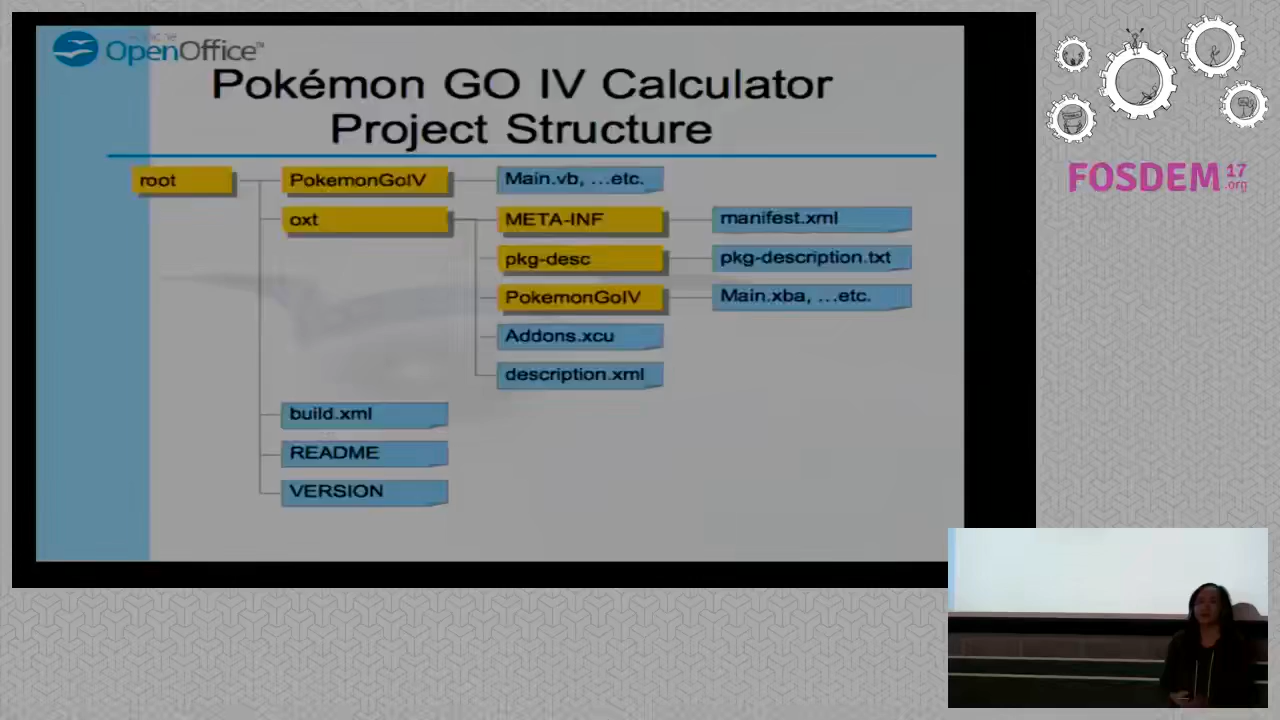 OpenOffice™
Pokémon GO IV Calculator
Project Structure
root
PokemonGoIV
Main.vb, ...etc.
oxt
META-INF
manifest.xml
pkg-desc
pkg-description.txt
PokemonGoIV
Main.xba, ...etc.
Addons.xcu
description.xml
build.xml
README
VERSION
FOSDEM 17
.org